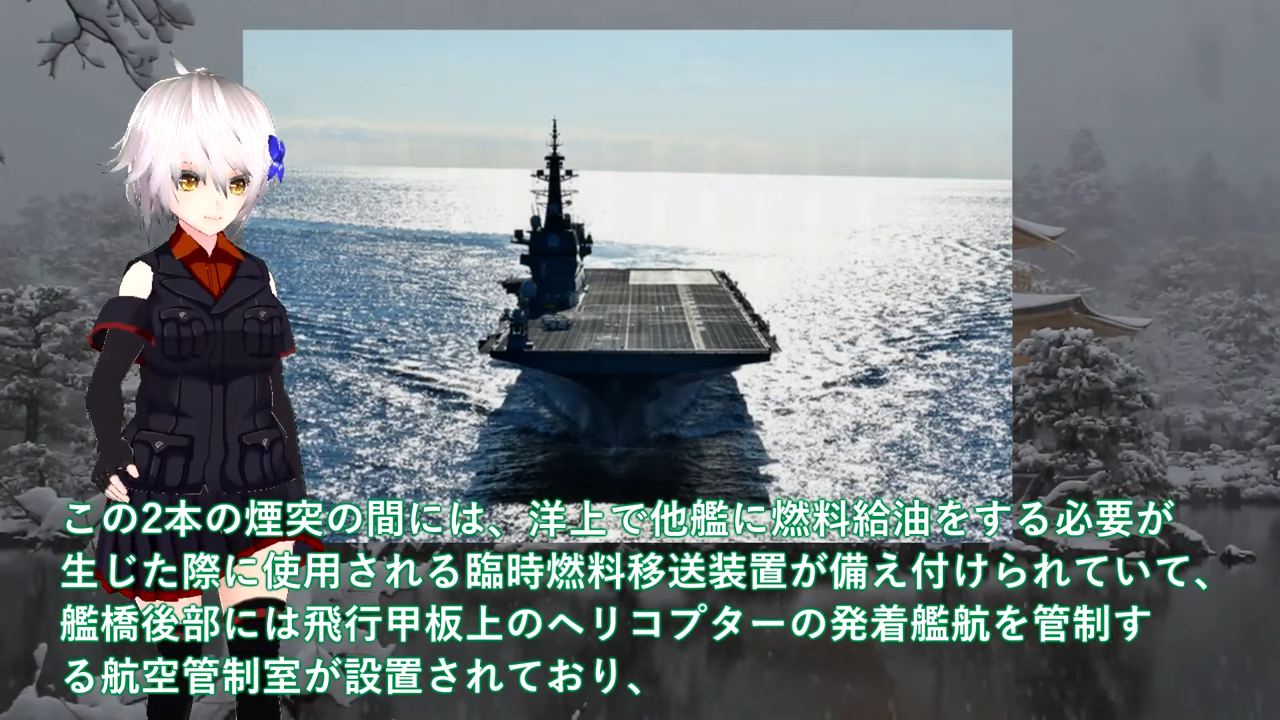 この2本の煙突の間には、洋上で他艦に燃料給油をする必要が
生じた際に使用される臨時燃料移送装置が備え付けられていて、
艦橋後部には飛行甲板上のヘリコプターの発着艦航を管制す
る航空管制室が設置されており、